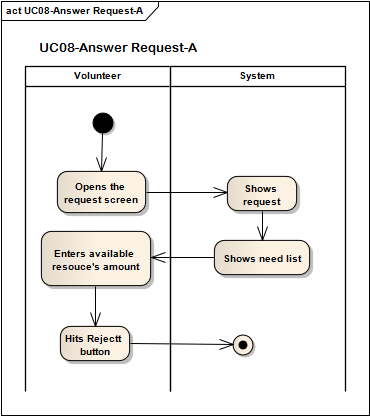 act UC08-Answer Request-A
UC08-Answer Request-A
Volunteer
System
Opens the
request screen
Shows
request
Enters available
resouce's amount
Shows need list
Hits Rejectt
button